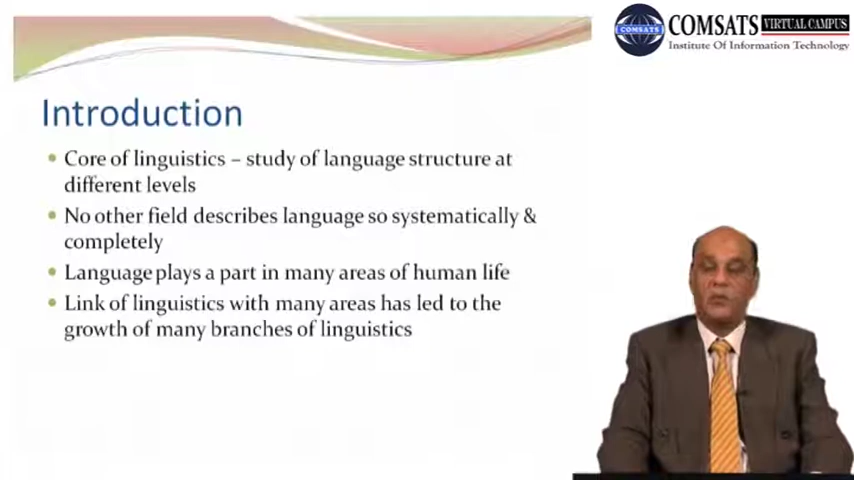 COMSATS
COMSATS VIRTUAL CAMPUS
Institute Of Information Technology
Introduction
• Core of linguistics – study of language structure at
different levels
• No other field describes language so systematically &
completely
• Language plays a part in many areas of human life
• Link of linguistics with many areas has led to the
growth of many branches of linguistics